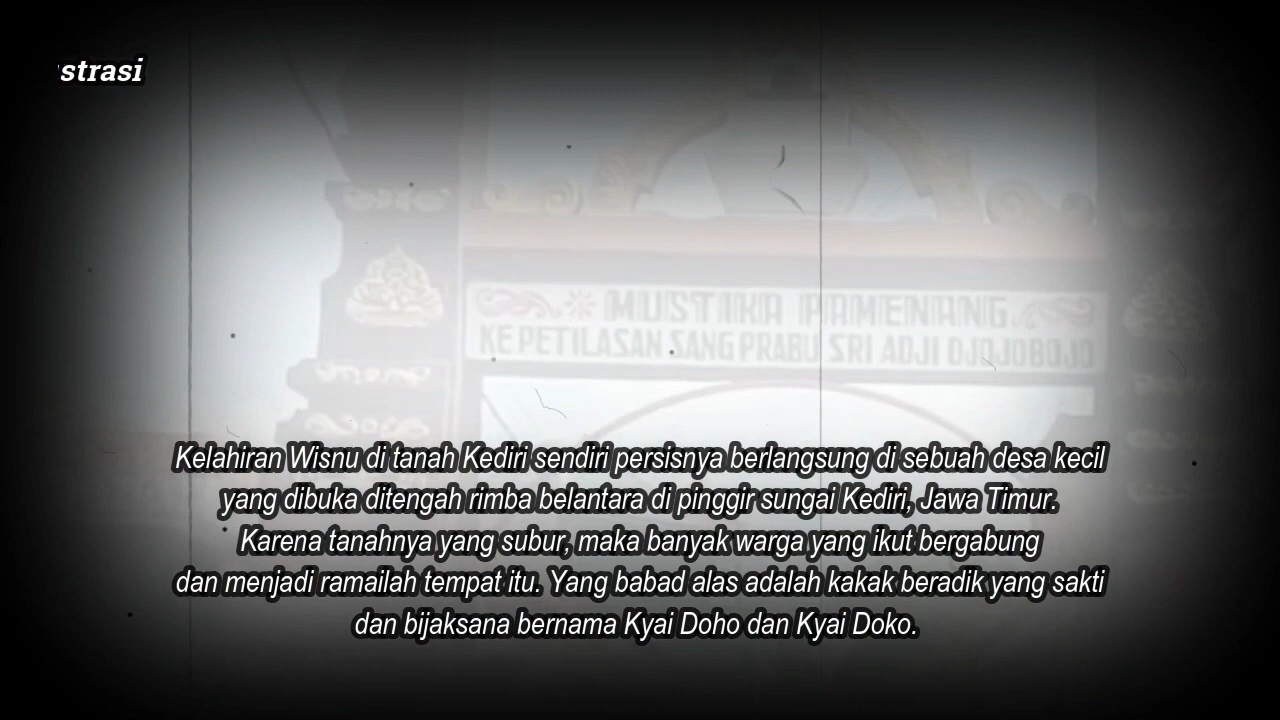 strasi
MUSTIKA PAMENANG
KEPETILASAN SANG PRABU SRI ADJI DJOJOBOJO
Kelahiran Wisnu di tanah Kediri sendiri persisnya berlangsung di sebuah desa kecil
yang dibuka ditengah rimba belantara di pinggir sungai Kediri, Jawa Timur.
Karena tanahnya yang subur, maka banyak warga yang ikut bergabung
dan menjadi ramailah tempat itu. Yang babad alas adalah kakak beradik yang sakti
dan bijaksana bernama Kyai Doho dan Kyai Doko.